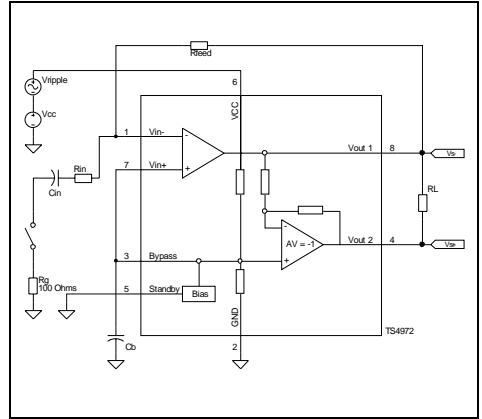 Rfeed
Vripple
6
Vcc
VCC
1
Vin-
Vout 1
8
Vs-
7
Vin+
Rin
Cin
RL
-
+
-
AV = -1
+
Vout 2
4
Vs+
3
Bypass
Rg
100 Ohms
5
Standby
Bias
GND
Cb
2
TS4972